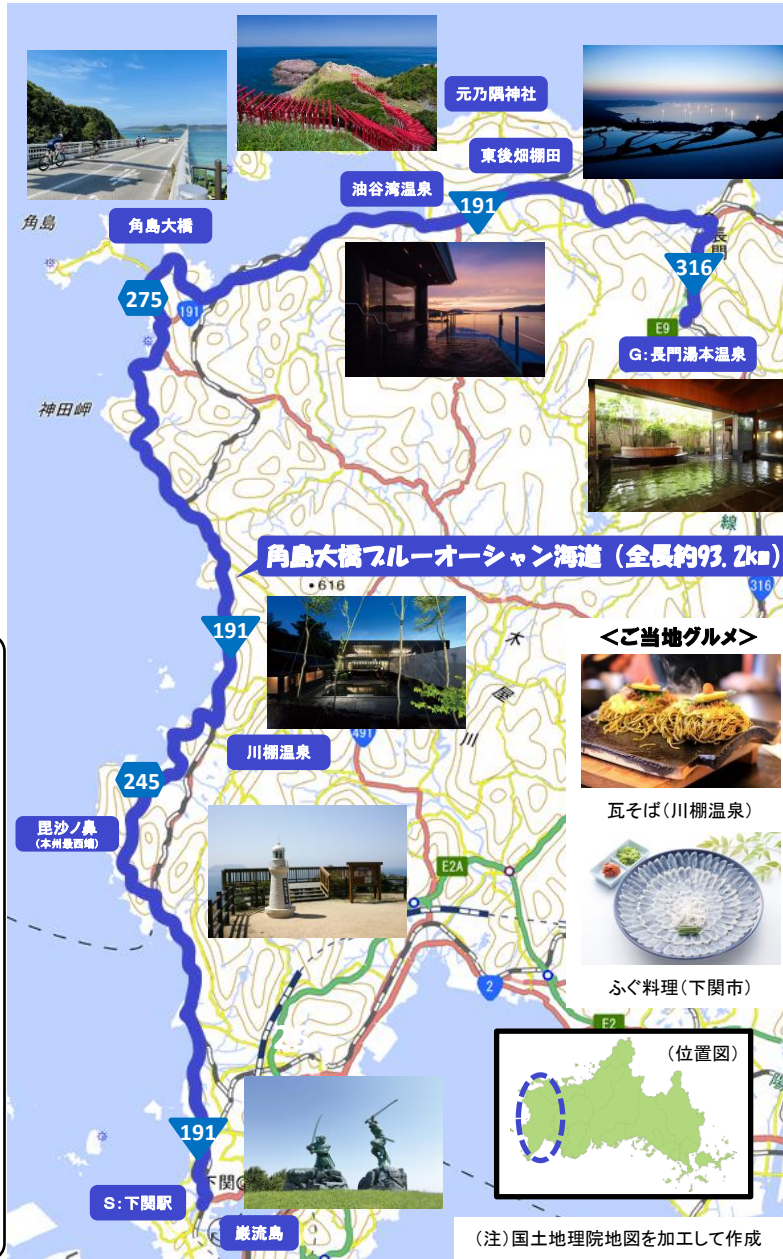 元乃隅神社
東後畑棚田
油谷湾温泉
191
角島
角島大橋
長門
316
275
191
E9
G:長門湯本温泉
神田岬
線
角島大橋ブルーオーシャン海道（全長約93.2km）
•616
316
191
木
屋
川
<ご当地グルメ>
491
川棚温泉
245
瓦そば(川棚温泉)
毘沙ノ鼻
(本州最西端)
E2A
2
ふぐ料理(下関市)
E2
(位置図)
191
下関
S:下関駅
巌流島
(注)国土地理院地図を加工して作成